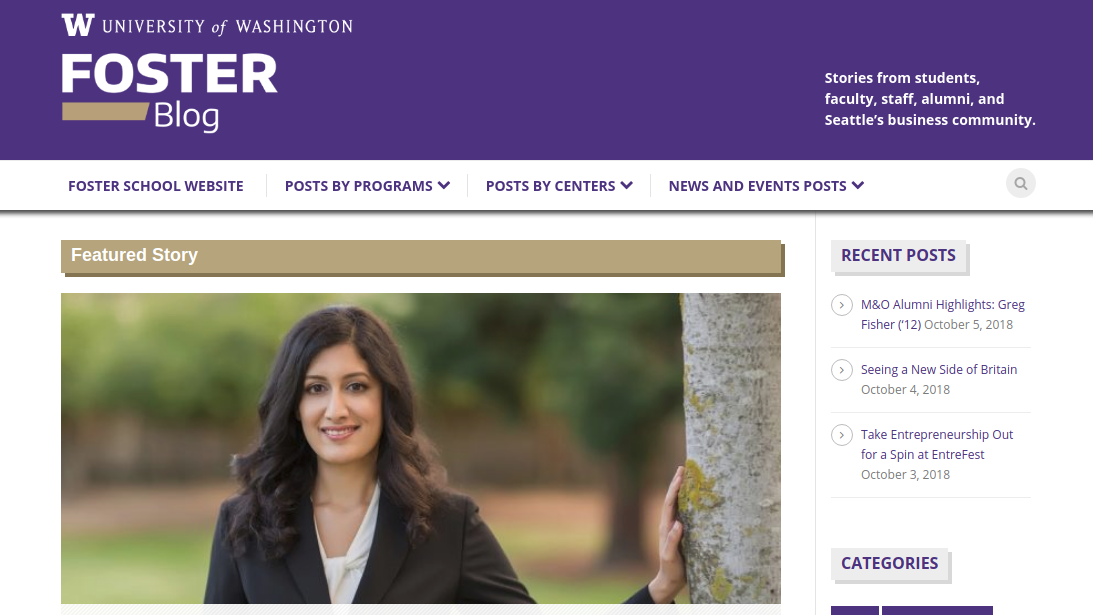 W UNIVERSITY of WASHINGTON
FOSTER
Blog
Stories from students,
faculty, staff, alumni, and
Seattle’s business community.
FOSTER SCHOOL WEBSITE
POSTS BY PROGRAMS
POSTS BY CENTERS
NEWS AND EVENTS POSTS
Featured Story
RECENT POSTS
M&O Alumni Highlights: Greg
Fisher (‘12) October 5, 2018
Seeing a New Side of Britain
October 4, 2018
Take Entrepreneurship Out
for a Spin at EntreFest
October 3, 2018
CATEGORIES